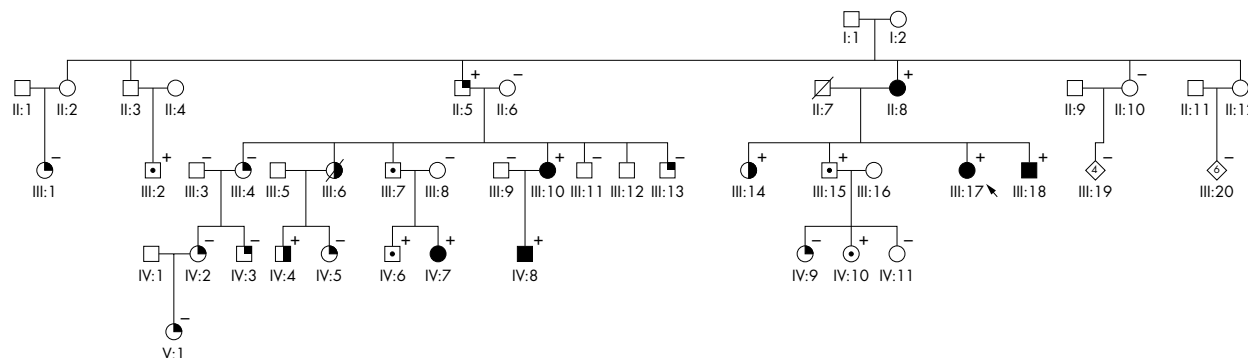 I:1 I:2
+ – + –
II:1 II:2 II:3 II:4 II:5 II:6 II:7 II:8 II:9 II:10 II:11 II:12
– + – – – + – – + + + + – –
4 6
III:1 III:2 III:3 III:4 III:5 III:6 III:7 III:8 III:9 III:10 III:11 III:12 III:13 III:14 III:15 III:16 III:17 III:18 III:19 III:20
– – + – + + + – + –
IV:1 IV:2 IV:3 IV:4 IV:5 IV:6 IV:7 IV:8 IV:9 IV:10 IV:11
–
V:1